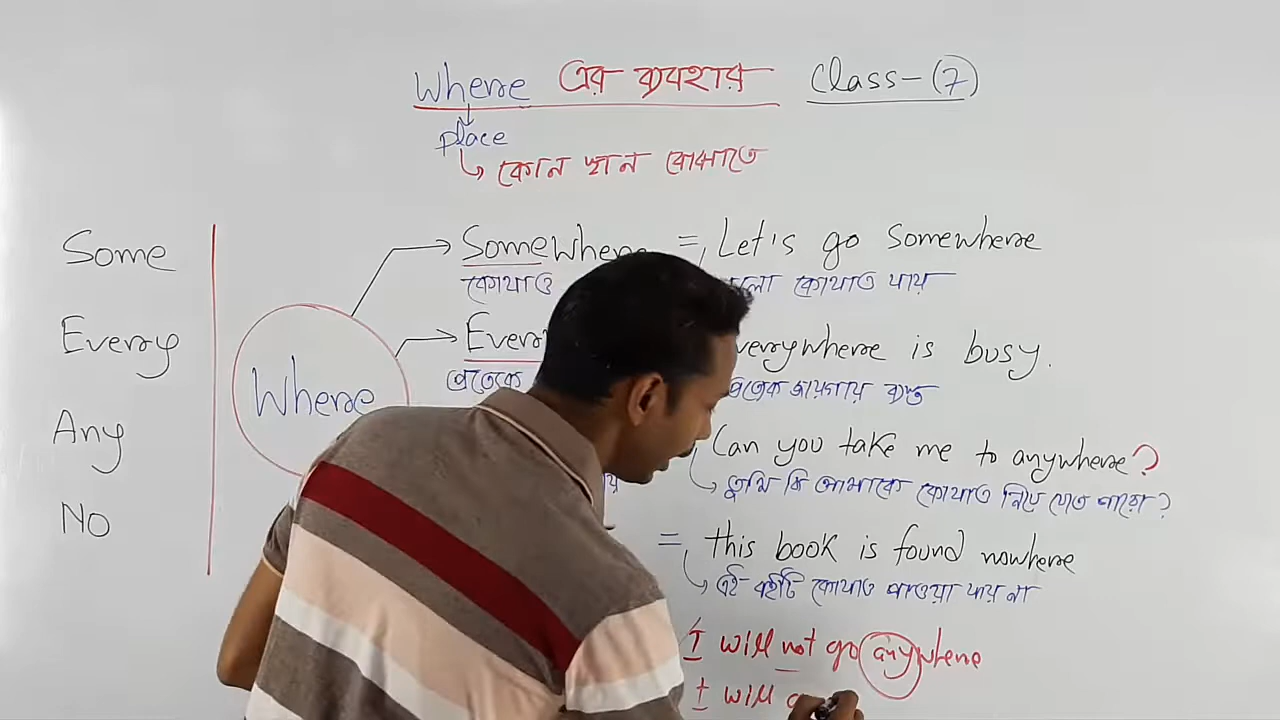 Where এর ব্যবহার Class-(7)
place
কোন স্থান বোঝাতে
Some
Every
Any
NO
Where
Somewhere = Let's go Somewhere
কোথাও কোথাও যায়
Every everywhere is busy.
প্রতেকে প্রতেক জায়গায় ব্যস্ত
Can you take me to anywhere?
তুমি কি আমাকে কোথাও নিয়ে যেতে পারো?
= this book is found nowhere
এই বইটি কোথাও পাওয়া যায় না
I will not go anywhere
I will